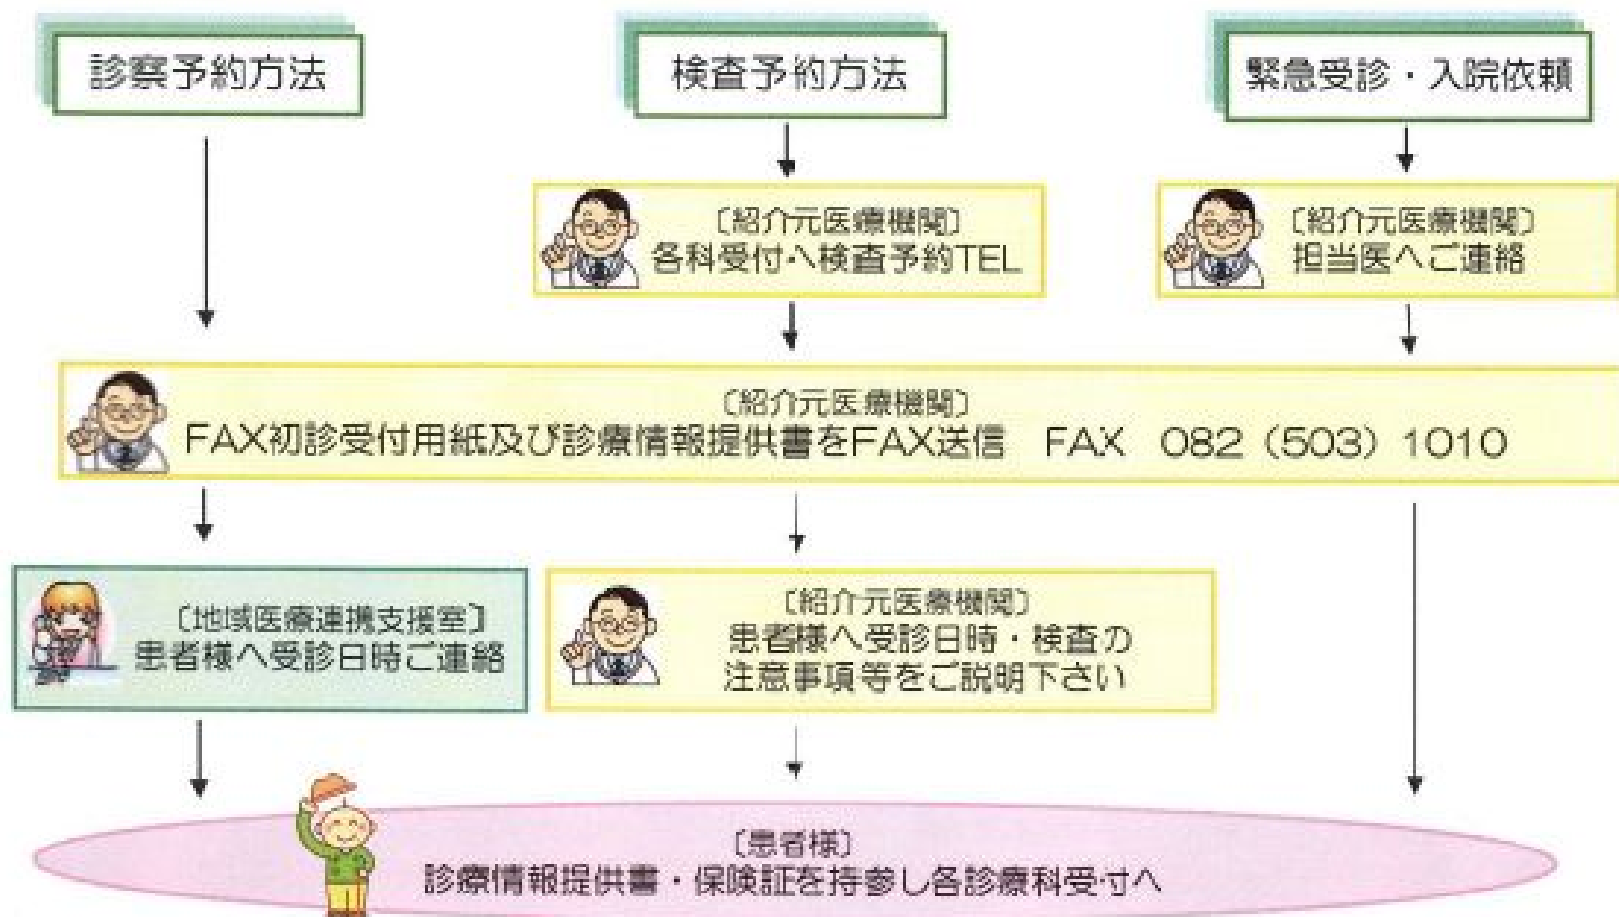 診察予約方法
検査予約方法
緊急受診・入院依頼
〔紹介元医療機関〕
各科受付へ検査予約TEL
〔紹介元医療機関〕
担当医へご連絡
〔紹介元医療機関〕
FAX初診受付用紙及び診療情報提供書をFAX送信　FAX　082（503）1010
〔地域医療連携支援室〕
患者様へ受診日時ご連絡
〔紹介元医療機関〕
患者様へ受診日時・検査の
注意事項等をご説明下さい
〔患者様〕
診療情報提供書・保険証を持参し各診療科受付へ